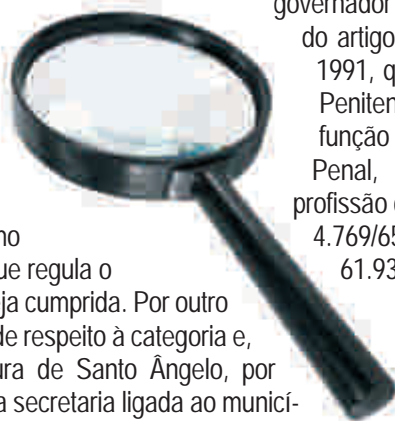 governador
do artigo
1991, q
Peniten
função
Penal,
profissão
4.769/65
no
61.93
ue regula o
eja cumprida. Por outro
de respeito à categoria e,
ura de Santo Ângelo, por
a secretaria ligada ao municí-